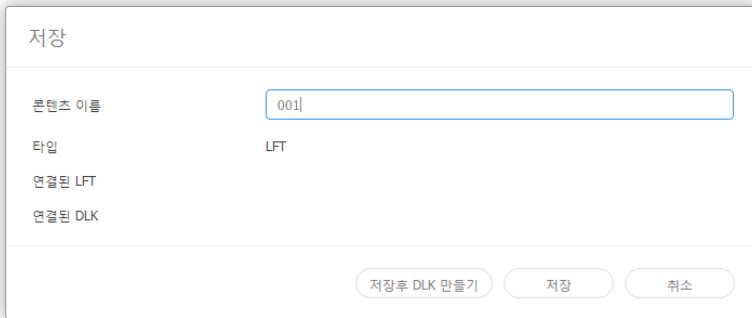 저장
콘텐츠 이름 001
타입 LFT
연결된 LFT
연결된 DLK
저장후 DLK 만들기 저장 취소